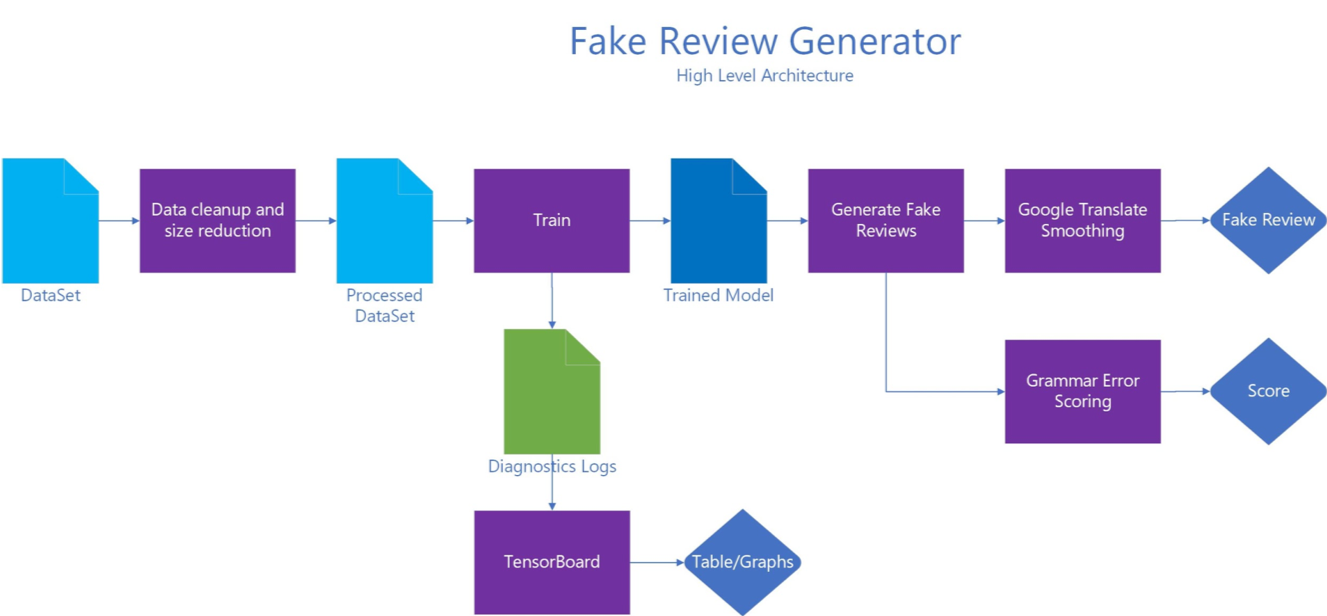 Fake Review Generator
High Level Architecture
Data cleanup and
size reduction
Train
Generate Fake
Reviews
Google Translate
Smoothing
Fake Review
DataSet
Processed
DataSet
Trained Model
Grammar Error
Scoring
Score
Diagnostics Logs
TensorBoard
Table/Graphs